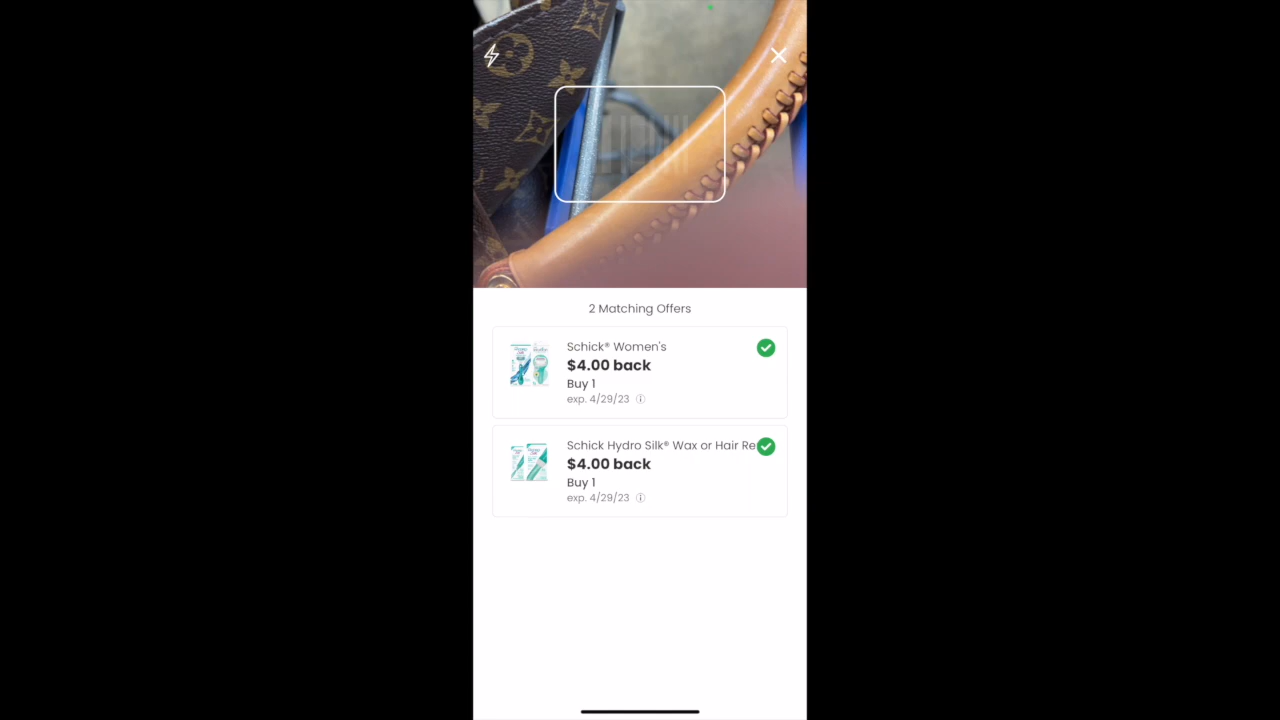 2 Matching Offers
Schick® Women's
$4.00 back
Buy 1
exp. 4/29/23
Schick Hydro Silk® Wax or Hair Re
$4.00 back
Buy 1
exp. 4/29/23